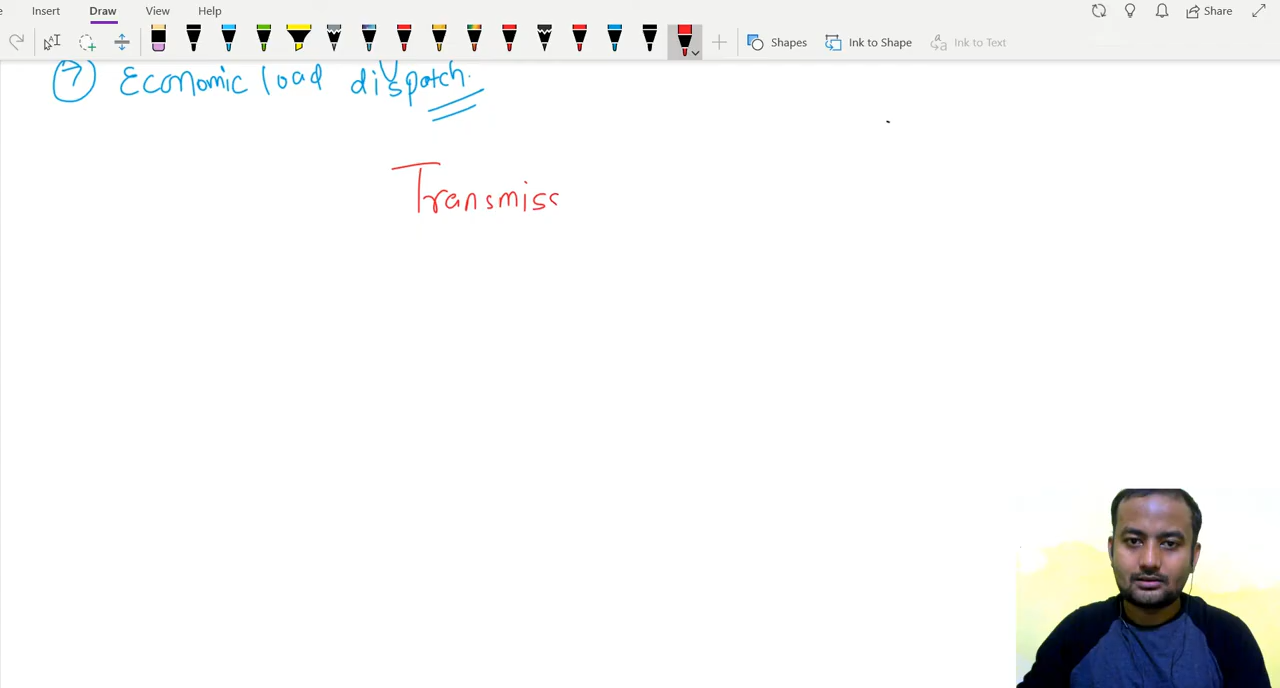 Insert Draw View Help Share
Shapes Ink to Shape Ink to Text
7 Economic load dispatch.
Transmiss